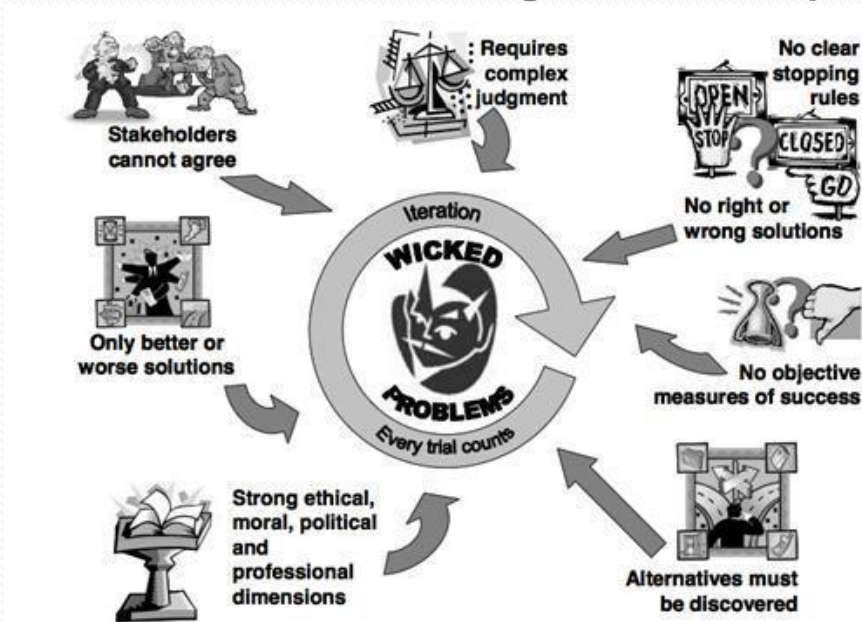 Stakeholders
cannot agree
Requires
complex
judgment
No clear
stopping
rules
OPEN
STOP
CLOSED
GO
No right or
wrong solutions
No objective
measures of success
Alternatives must
be discovered
Strong ethical,
moral, political
and
professional
dimensions
Only better or
worse solutions
Iteration
WICKED
PROBLEMS
Every trial counts